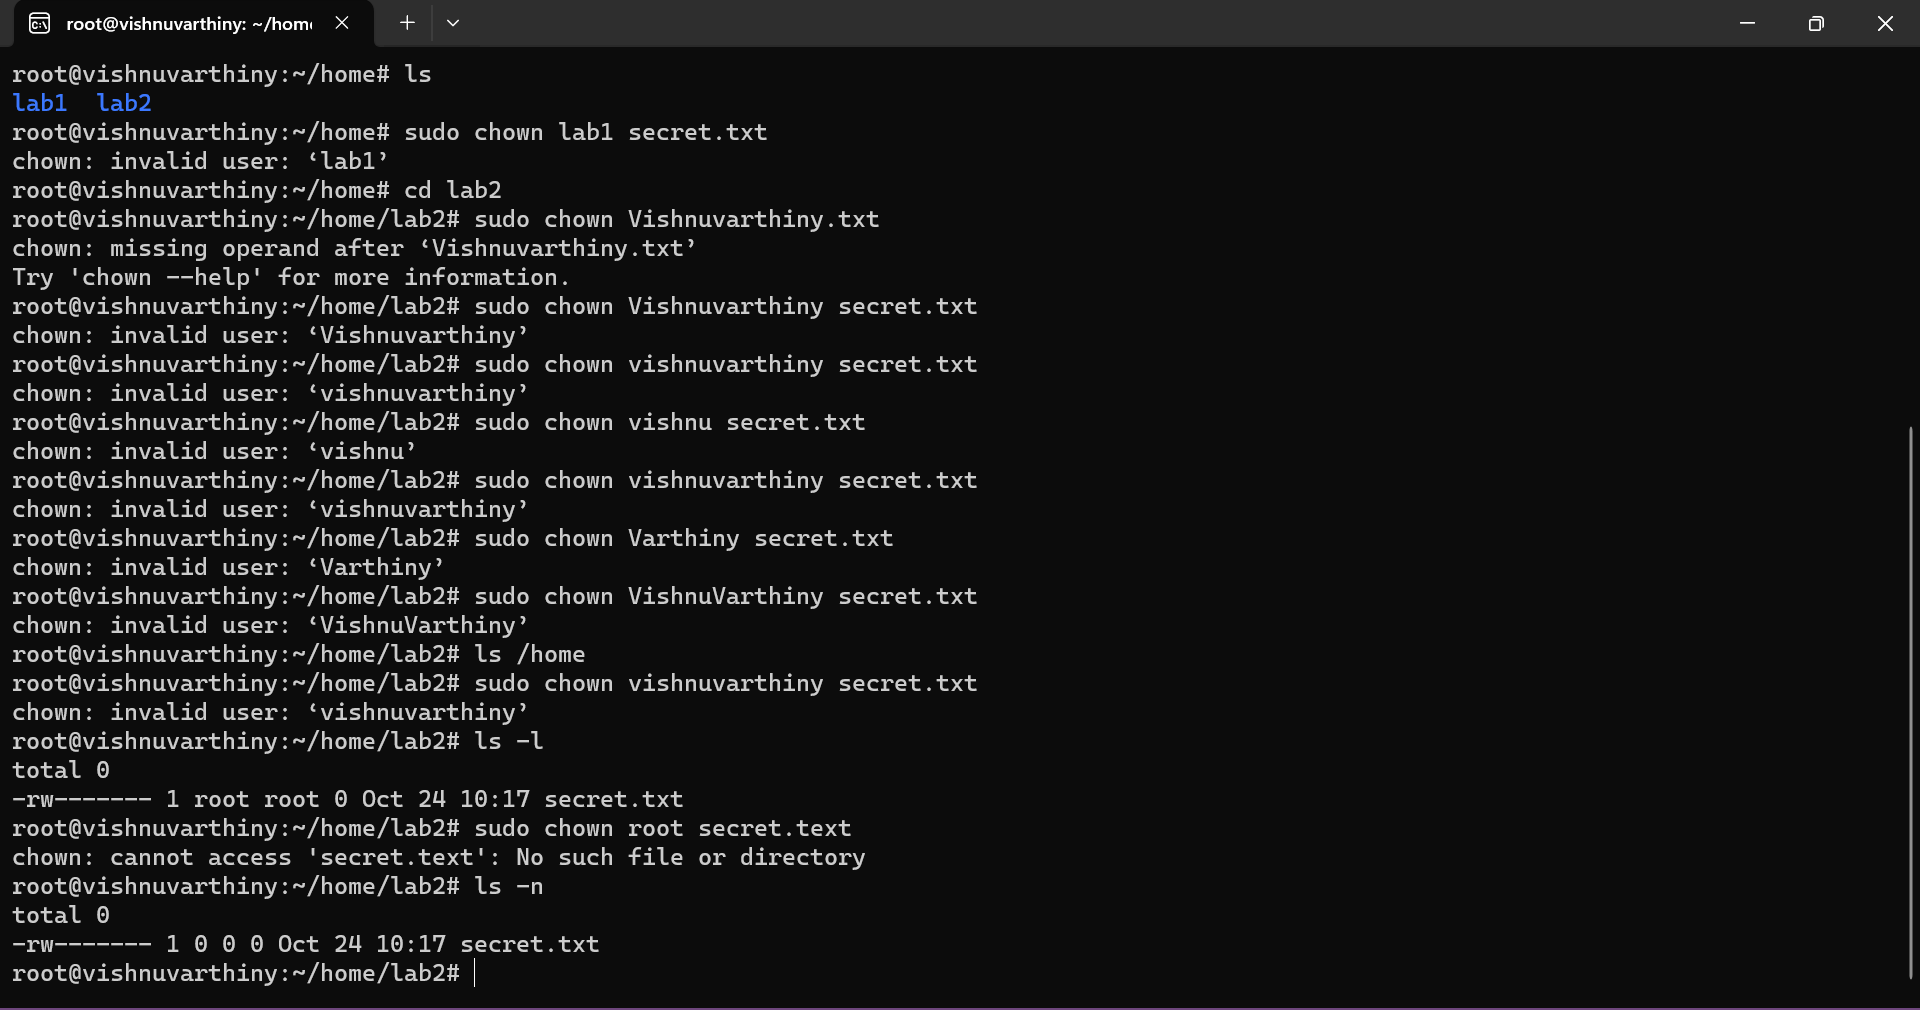 root@vishnuvarthiny: ~/hom
root@vishnuvarthiny:~/home# ls
lab1  lab2
root@vishnuvarthiny:~/home# sudo chown lab1 secret.txt
chown: invalid user: ‘lab1’
root@vishnuvarthiny:~/home# cd lab2
root@vishnuvarthiny:~/home/lab2# sudo chown Vishnuvarthiny.txt
chown: missing operand after ‘Vishnuvarthiny.txt’
Try 'chown --help' for more information.
root@vishnuvarthiny:~/home/lab2# sudo chown Vishnuvarthiny secret.txt
chown: invalid user: ‘Vishnuvarthiny’
root@vishnuvarthiny:~/home/lab2# sudo chown vishnuvarthiny secret.txt
chown: invalid user: ‘vishnuvarthiny’
root@vishnuvarthiny:~/home/lab2# sudo chown vishnu secret.txt
chown: invalid user: ‘vishnu’
root@vishnuvarthiny:~/home/lab2# sudo chown vishnuvarthiny secret.txt
chown: invalid user: ‘vishnuvarthiny’
root@vishnuvarthiny:~/home/lab2# sudo chown Varthiny secret.txt
chown: invalid user: ‘Varthiny’
root@vishnuvarthiny:~/home/lab2# sudo chown VishnuVarthiny secret.txt
chown: invalid user: ‘VishnuVarthiny’
root@vishnuvarthiny:~/home/lab2# ls /home
root@vishnuvarthiny:~/home/lab2# sudo chown vishnuvarthiny secret.txt
chown: invalid user: ‘vishnuvarthiny’
root@vishnuvarthiny:~/home/lab2# ls -l
total 0
-rw------- 1 root root 0 Oct 24 10:17 secret.txt
root@vishnuvarthiny:~/home/lab2# sudo chown root secret.text
chown: cannot access 'secret.text': No such file or directory
root@vishnuvarthiny:~/home/lab2# ls -n
total 0
-rw------- 1 0 0 0 Oct 24 10:17 secret.txt
root@vishnuvarthiny:~/home/lab2#